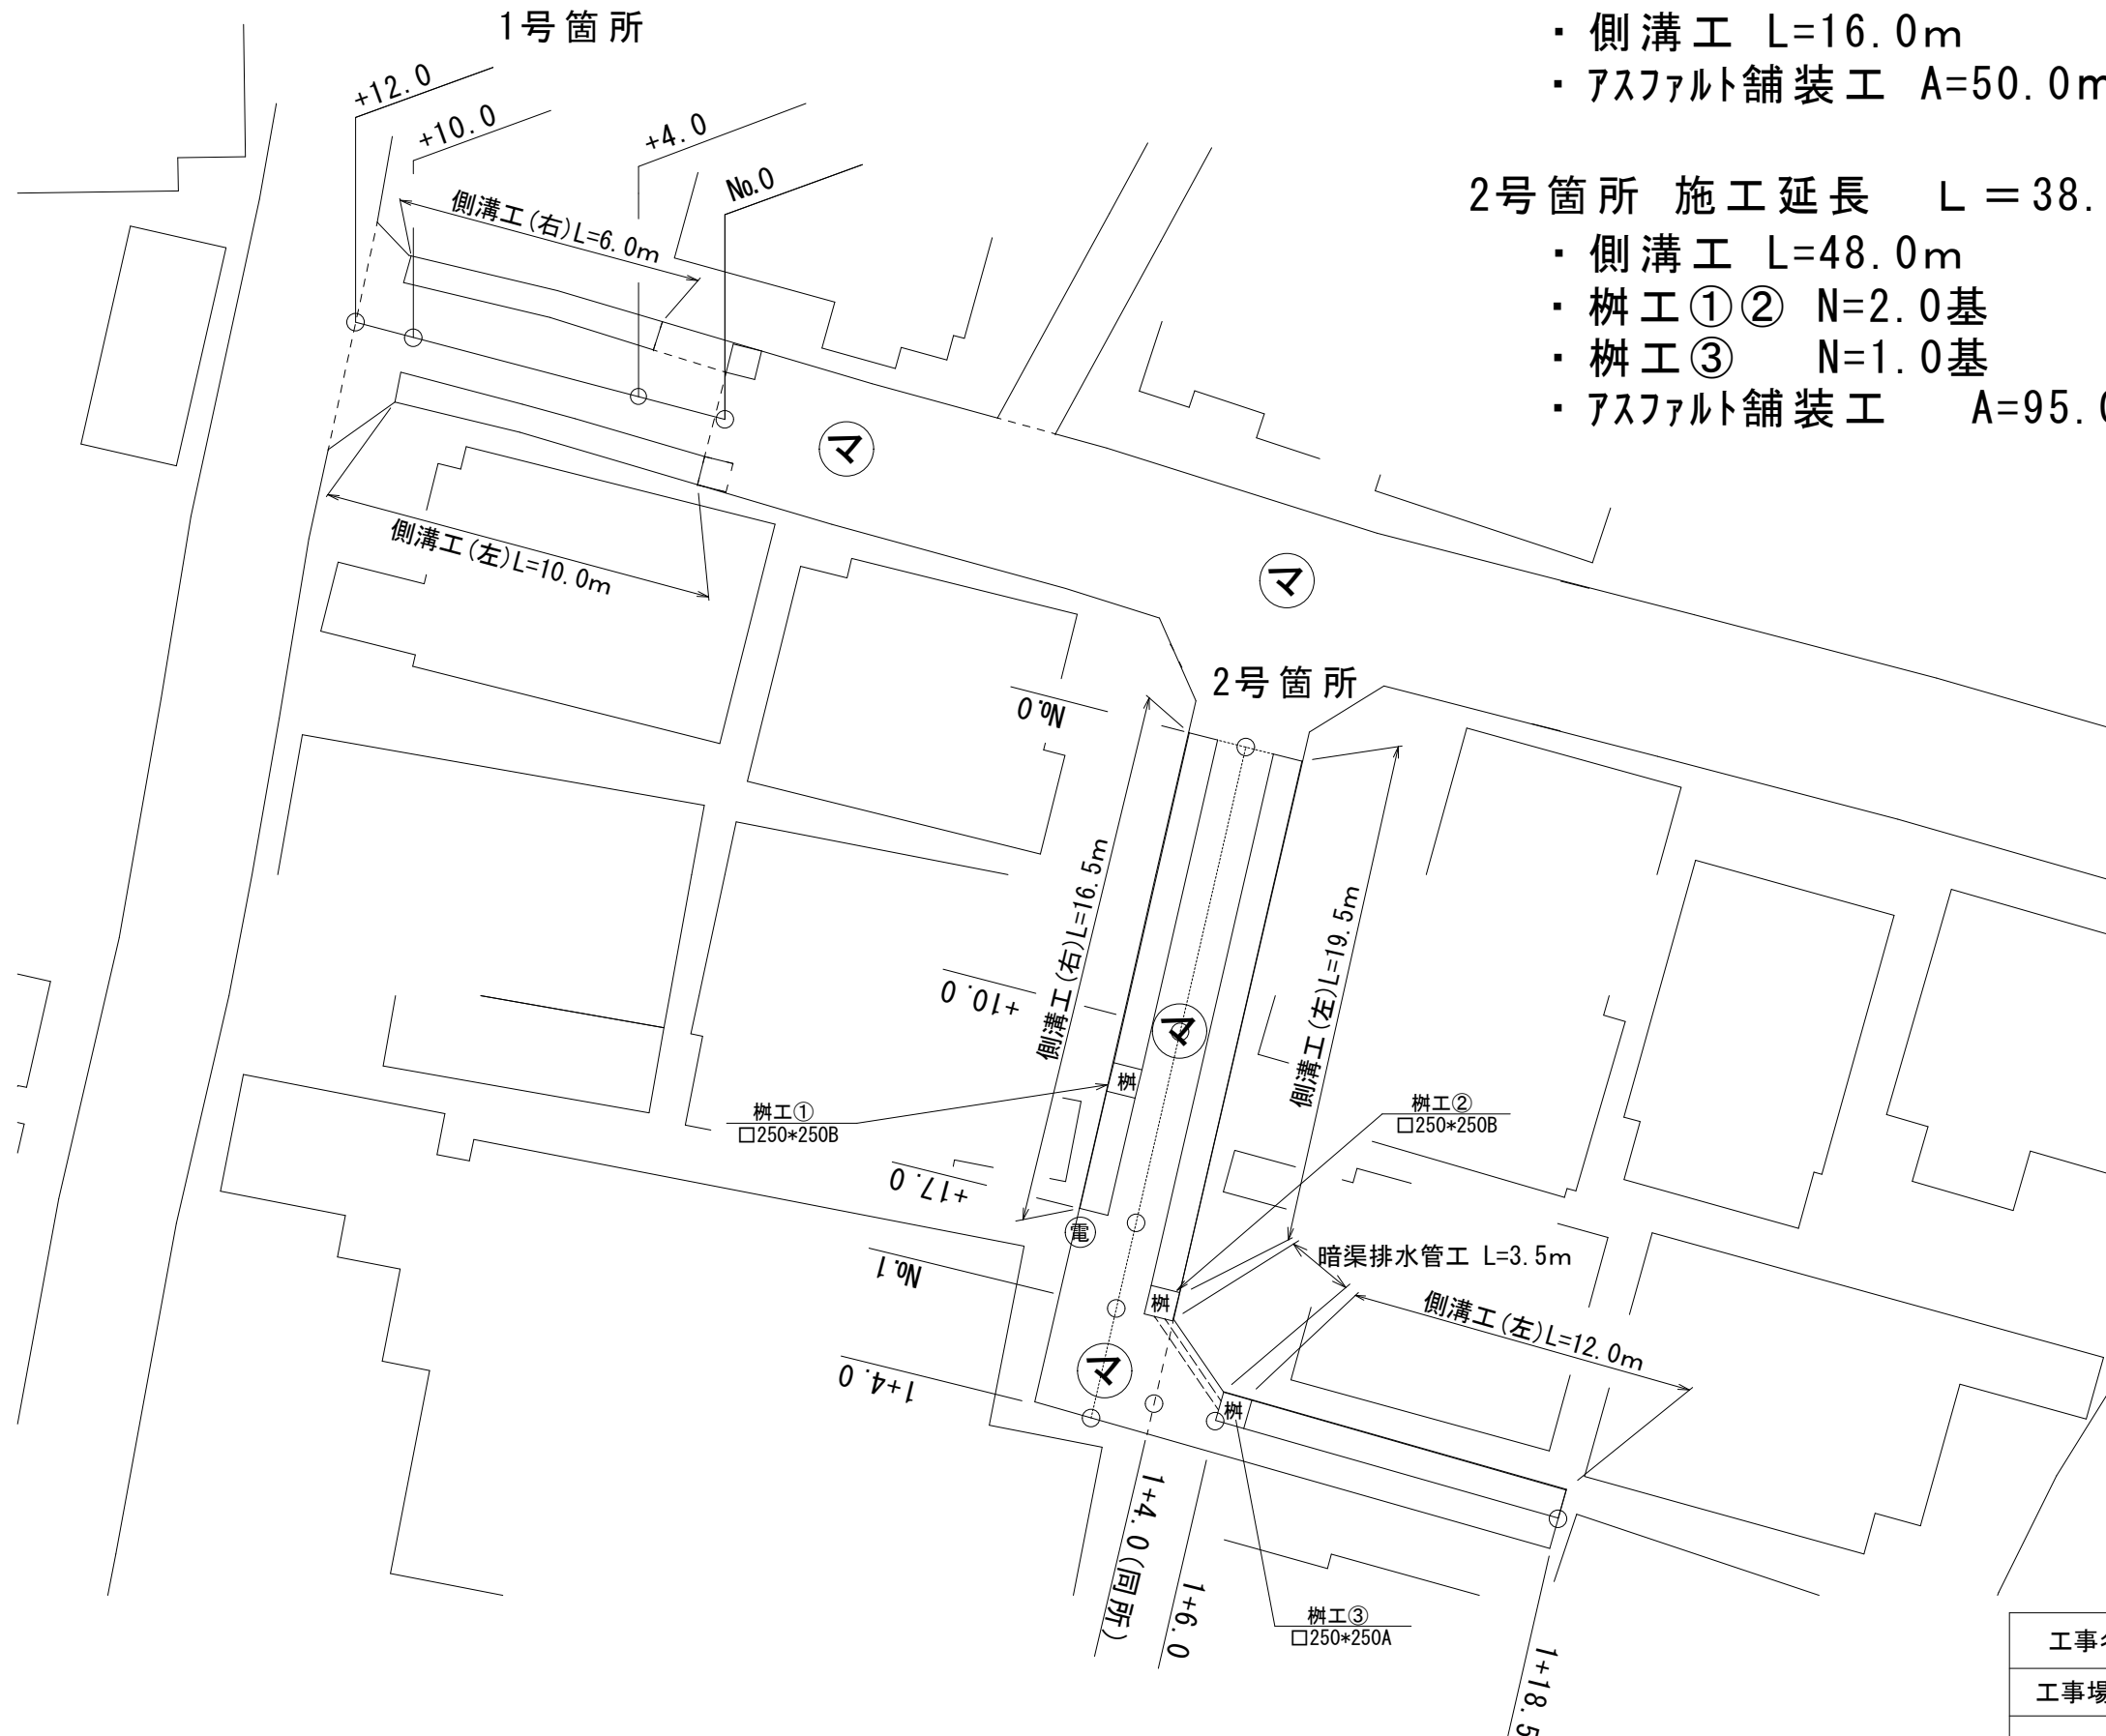 1号箇所
・側溝工 L=16.0m
・アスファルト舗装工 A=50.0m
2号箇所 施工延長 L=38.
・側溝工 L=48.0m
・桝工①② N=2.0基
・桝工③ N=1.0基
・アスファルト舗装工 A=95.0
+12.0
+10.0
+4.0
No.0
側溝工(右)L=6.0m
マ
側溝工(左)L=10.0m
マ
2号箇所
No.0
側溝工(右)L=16.5m
側溝工(左)L=19.5m
+10.0
マ
桝
桝工①
□250*250B
桝工②
□250*250B
+17.0
電
No.1
暗渠排水管工 L=3.5m
桝
側溝工(左)L=12.0m
1+4.0
マ
桝
1+4.0(同所)
1+6.0
桝工③
□250*250A
1+18.5
工事
工事場